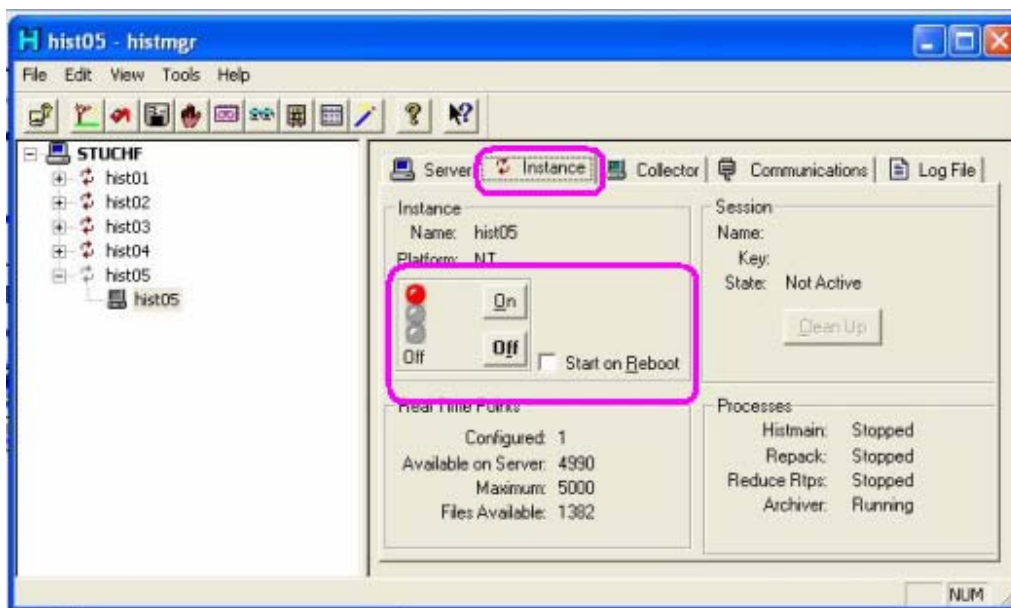 hist05 - histmgr
File Edit View Tools Help
STUCHF
hist01
hist02
hist03
hist04
hist05
hist05
Server Instance Collector Communications Log File
Instance
Name: hist05
Platform: NT
On
Off
Off
Start on Reboot
Session
Name:
Key:
State: Not Active
Clean Up
Real Time Points
Configured: 1
Available on Server: 4990
Maximum: 5000
Files Available: 1382
Processes
Histmain: Stopped
Repack: Stopped
Reduce Rtps: Stopped
Archiver: Running
NUM